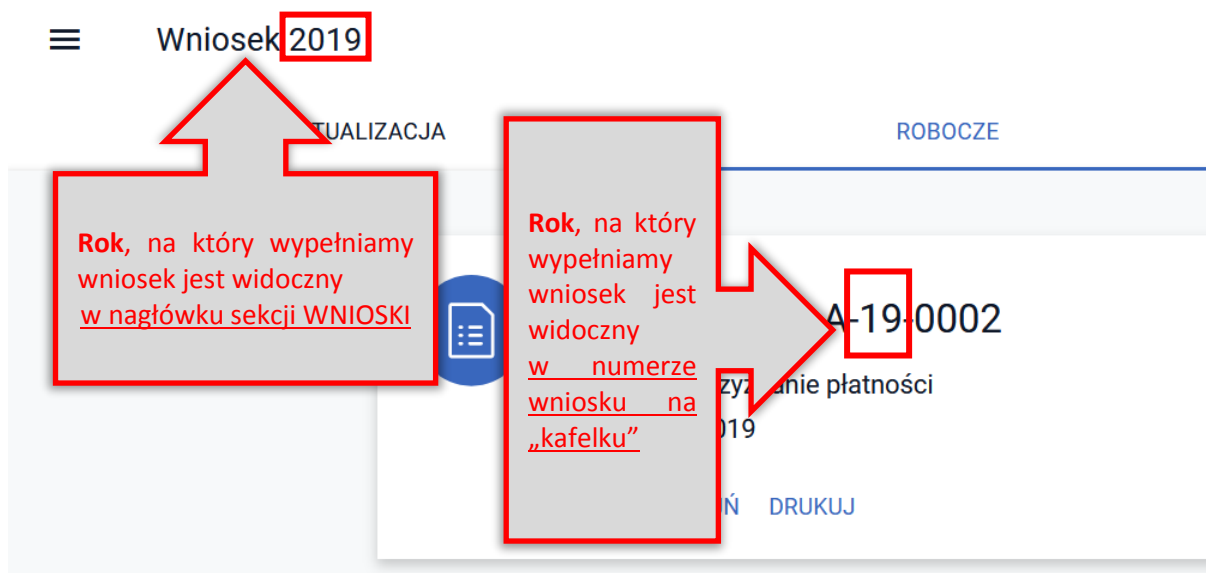 Wniosek 2019
TUALIZACJA
ROBOCZE
Rok, na który wypełniamy
wniosek jest widoczny
w nagłówku sekcji WNIOSKI
Rok, na który
wypełniamy
wniosek jest
widoczny
w numerze
wniosku na
„kafelku”
A-19-0002
anie płatności
019
Ń DRUKUJ